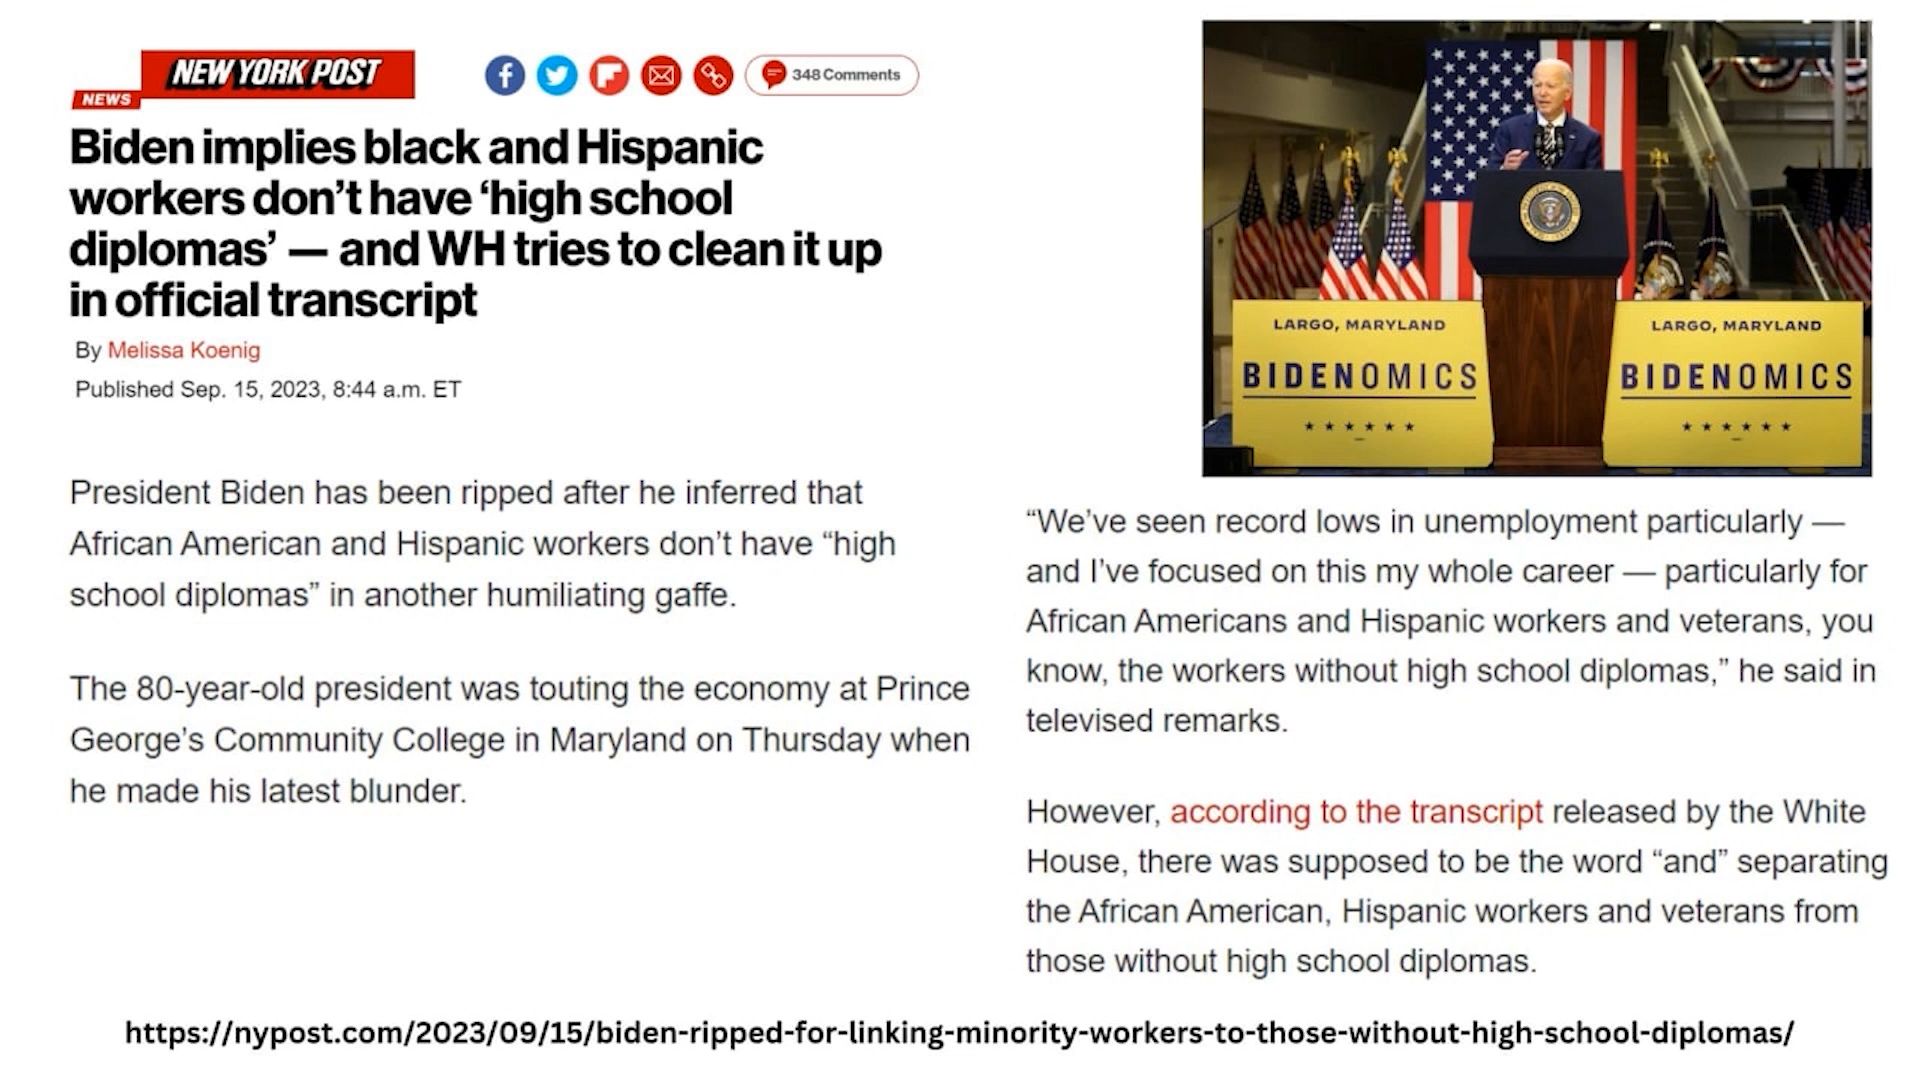 NEW YORK POST
NEWS
348 Comments
Biden implies black and Hispanic
workers don’t have ‘high school
diplomas’ — and WH tries to clean it up
in official transcript
By Melissa Koenig
Published Sep. 15, 2023, 8:44 a.m. ET
President Biden has been ripped after he inferred that
African American and Hispanic workers don’t have “high
school diplomas” in another humiliating gaffe.
The 80-year-old president was touting the economy at Prince
George’s Community College in Maryland on Thursday when
he made his latest blunder.
LARGO, MARYLAND
BIDENOMICS
LARGO, MARYLAND
BIDENOMICS
“We’ve seen record lows in unemployment particularly —
and I’ve focused on this my whole career — particularly for
African Americans and Hispanic workers and veterans, you
know, the workers without high school diplomas,” he said in
televised remarks.
However, according to the transcript released by the White
House, there was supposed to be the word “and” separating
the African American, Hispanic workers and veterans from
those without high school diplomas.
https://nypost.com/2023/09/15/biden-ripped-for-linking-minority-workers-to-those-without-high-school-diplomas/